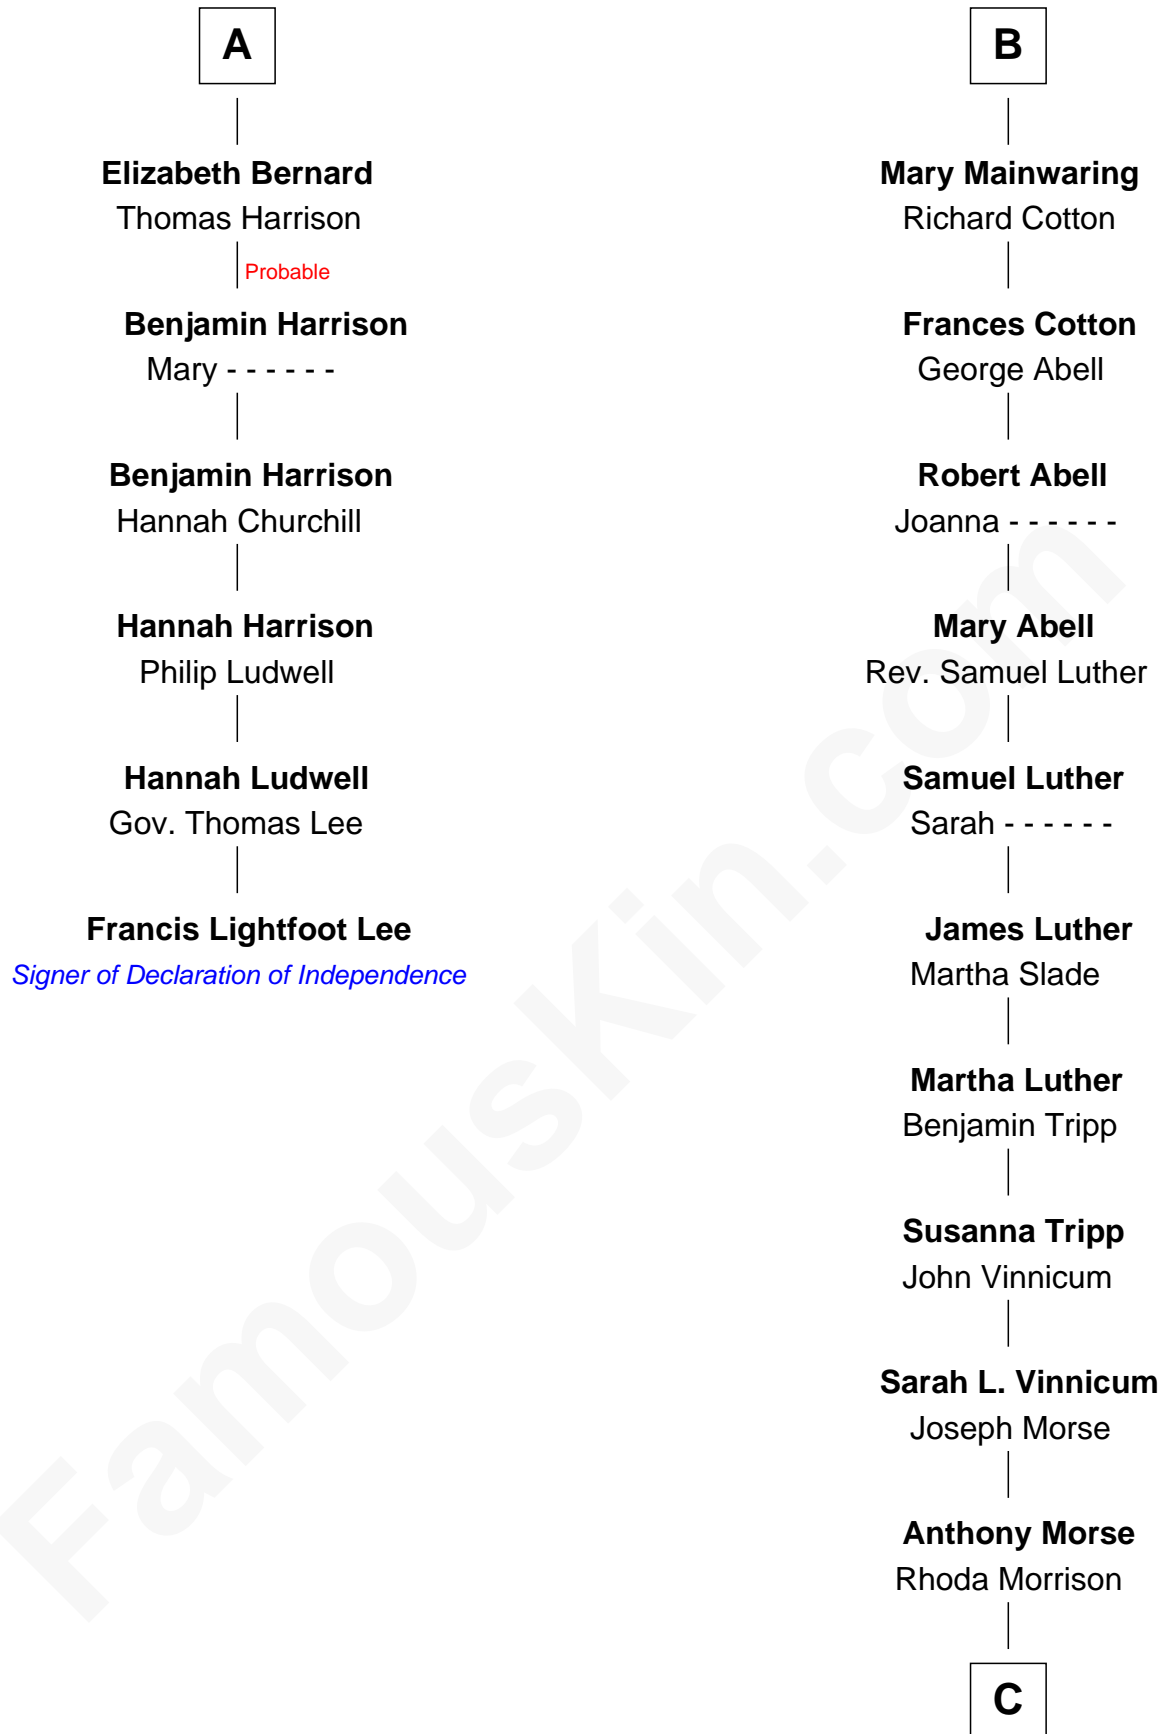 A
Elizabeth Bernard
Thomas Harrison
Probable
Benjamin Harrison
Mary - - - - - -
Benjamin Harrison
Hannah Churchill
Hannah Harrison
Philip Ludwell
Hannah Ludwell
Gov. Thomas Lee
Francis Lightfoot Lee
Signer of Declaration of Independence
B
Mary Mainwaring
Richard Cotton
Frances Cotton
George Abell
Robert Abell
Joanna - - - - - -
Mary Abell
Rev. Samuel Luther
Samuel Luther
Sarah - - - - - -
James Luther
Martha Slade
Martha Luther
Benjamin Tripp
Susanna Tripp
John Vinnicum
Sarah L. Vinnicum
Joseph Morse
Anthony Morse
Rhoda Morrison
C
FamousKin.com